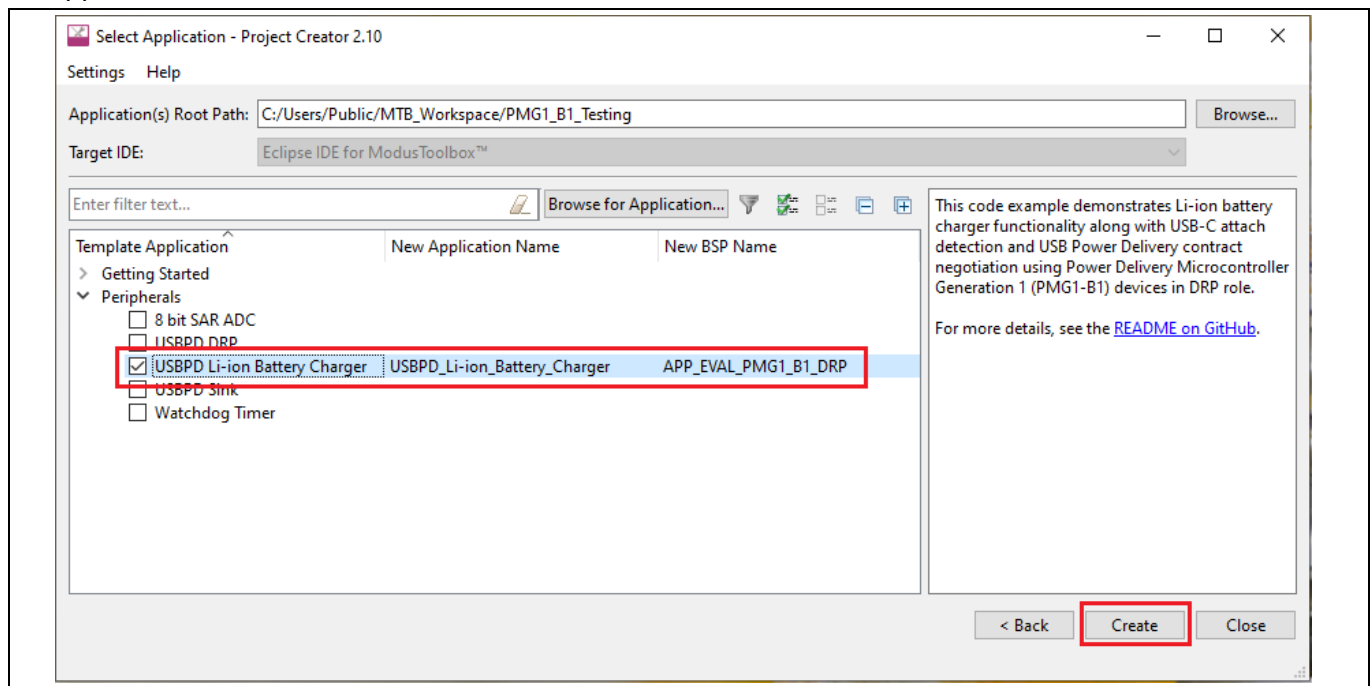 Select Application - Project Creator 2.10
Settings Help
Application(s) Root Path: C:/Users/Public/MTB_Workspace/PMG1_B1_Testing Browse...
Target IDE: Eclipse IDE for ModusToolbox™
Enter filter text... Browse for Application...
Template Application New Application Name New BSP Name
Getting Started
Peripherals
8 bit SAR ADC
USBPD DRP
USBPD Li-ion Battery Charger USBPD_Li-ion_Battery_Charger APP_EVAL_PMG1_B1_DRP
USBPD Sink
Watchdog Timer
This code example demonstrates Li-ion battery
charger functionality along with USB-C attach
detection and USB Power Delivery contract
negotiation using Power Delivery Microcontroller
Generation 1 (PMG1-B1) devices in DRP role.
For more details, see the README on GitHub.
< Back Create Close